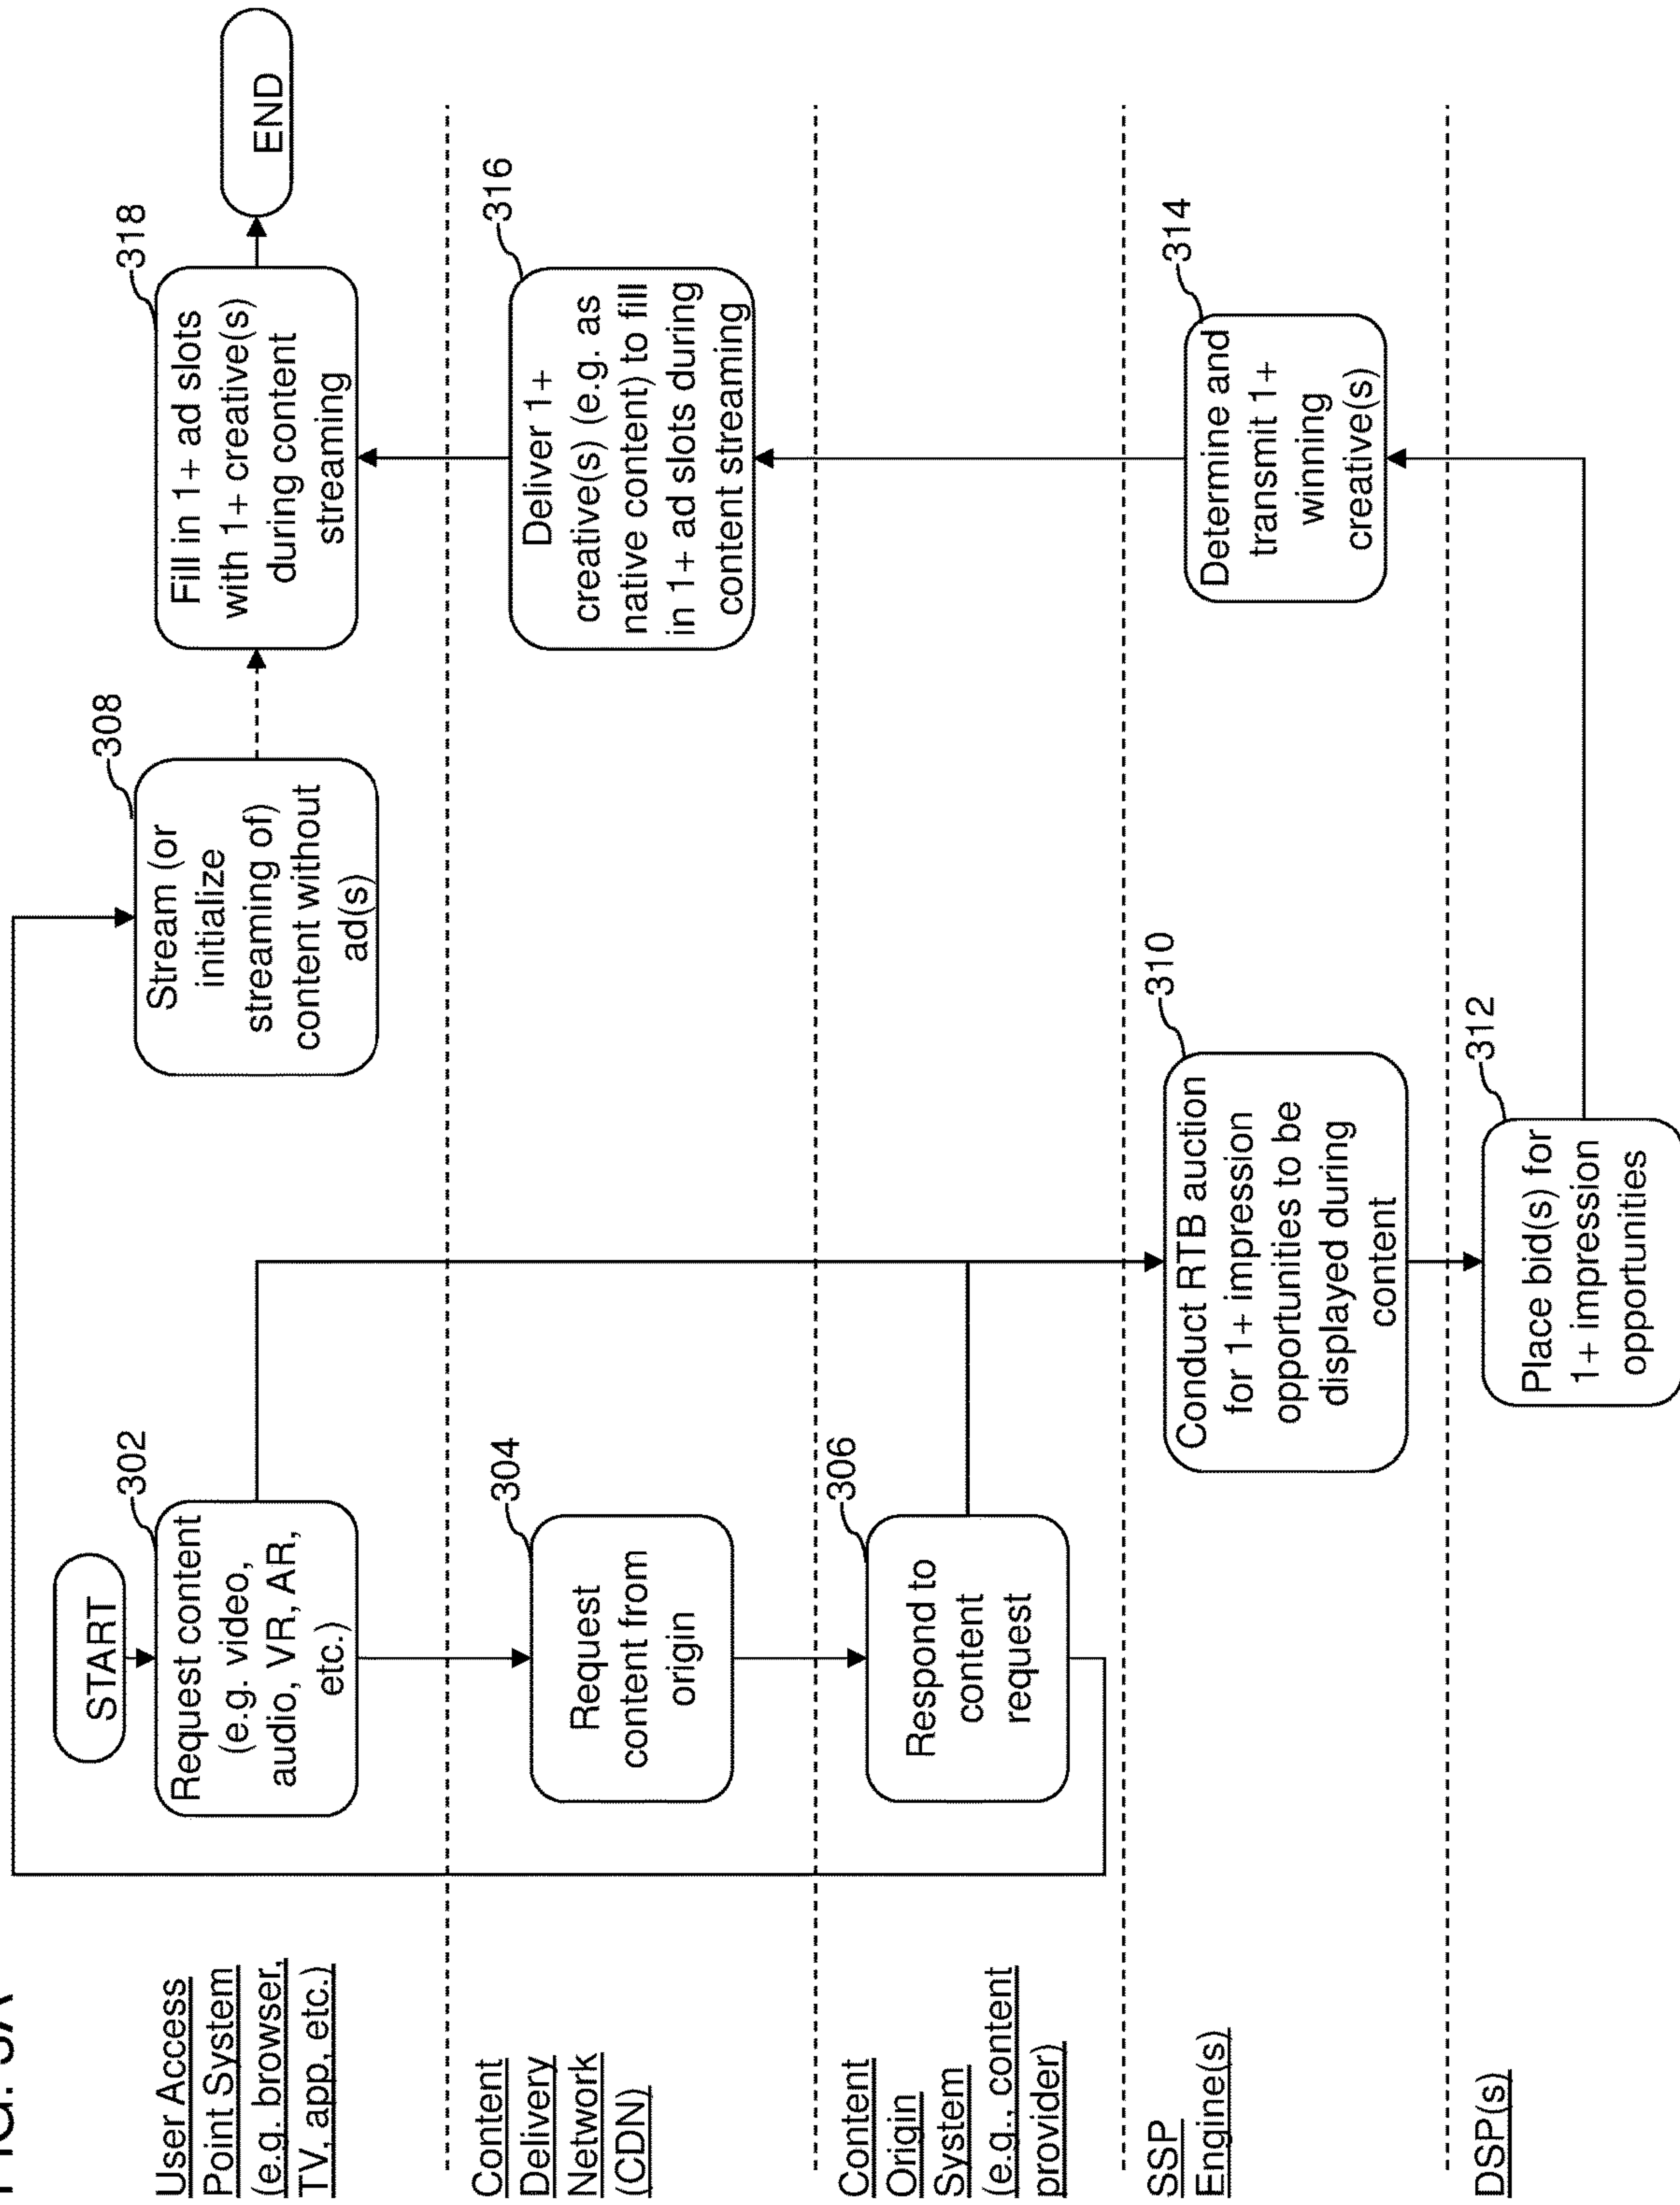 FIG. 3A
User Access
Point System
(e.g. browser,
TV, app, etc.)
START
302
Request content
(e.g. video,
audio, VR, AR,
etc.)
308
Stream (or
initialize
streaming of)
content without
ad(s)
318
Fill in 1+ ad slots
with 1+ creative(s)
during content
streaming
END
Content
Delivery
Network
(CDN)
304
Request
content from
origin
316
Deliver 1+
creative(s) (e.g. as
native content) to fill
in 1+ ad slots during
content streaming
Content
Origin
System
(e.g., content
provider)
306
Respond to
content
request
SSP
Engine(s)
310
Conduct RTB auction
for 1+ impression
opportunities to be
displayed during
content
314
Determine and
transmit 1+
winning
creative(s)
DSP(s)
312
Place bid(s) for
1+ impression
opportunities